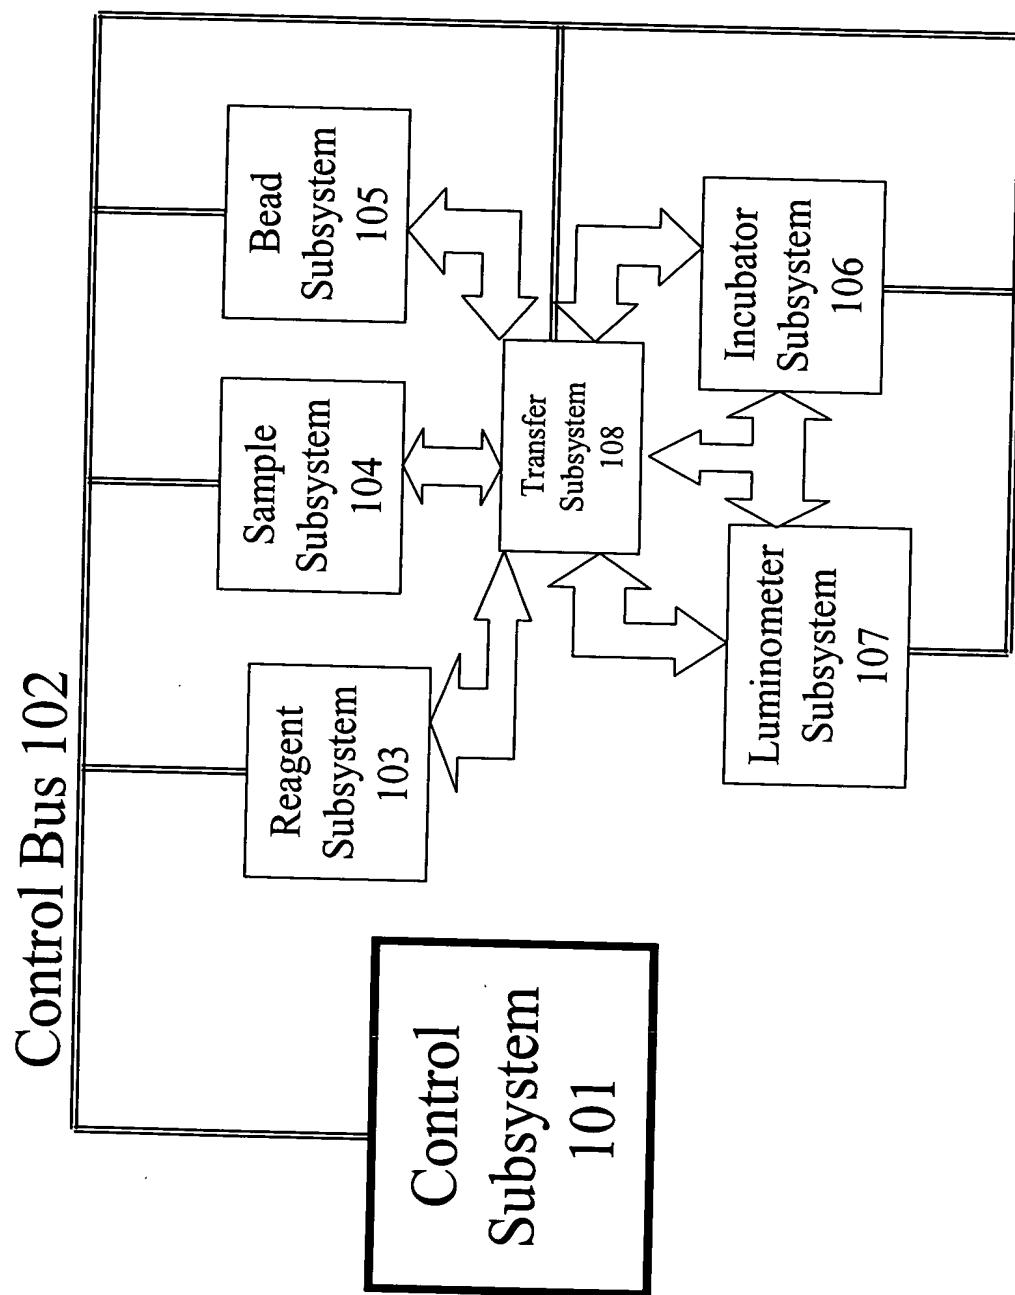 Control Bus 102
Control
Subsystem
101
Reagent
Subsystem
103
Sample
Subsystem
104
Bead
Subsystem
105
Transfer
Subsystem
108
Luminometer
Subsystem
107
Incubator
Subsystem
106